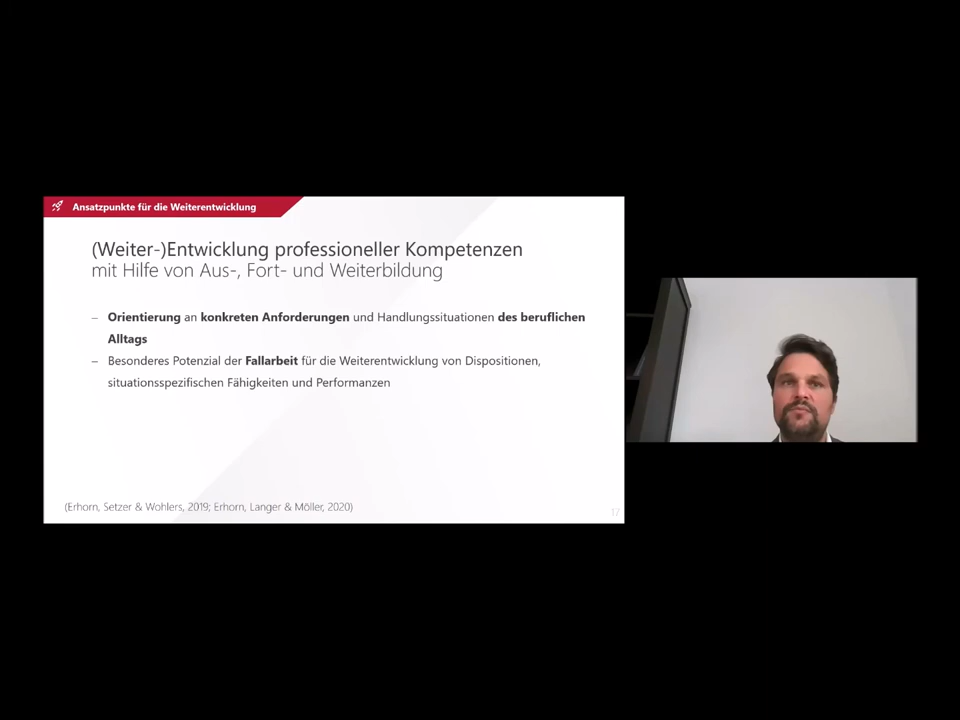 Ansatzpunkte für die Weiterentwicklung
(Weiter-)Entwicklung professioneller Kompetenzen
mit Hilfe von Aus-, Fort- und Weiterbildung
– Orientierung an konkreten Anforderungen und Handlungssituationen des beruflichen
Alltags
– Besonderes Potenzial der Fallarbeit für die Weiterentwicklung von Dispositionen,
situationsspezifischen Fähigkeiten und Performanzen
(Erhorn, Setzer & Wohlers, 2019; Erhorn, Langer & Möller, 2020)
17